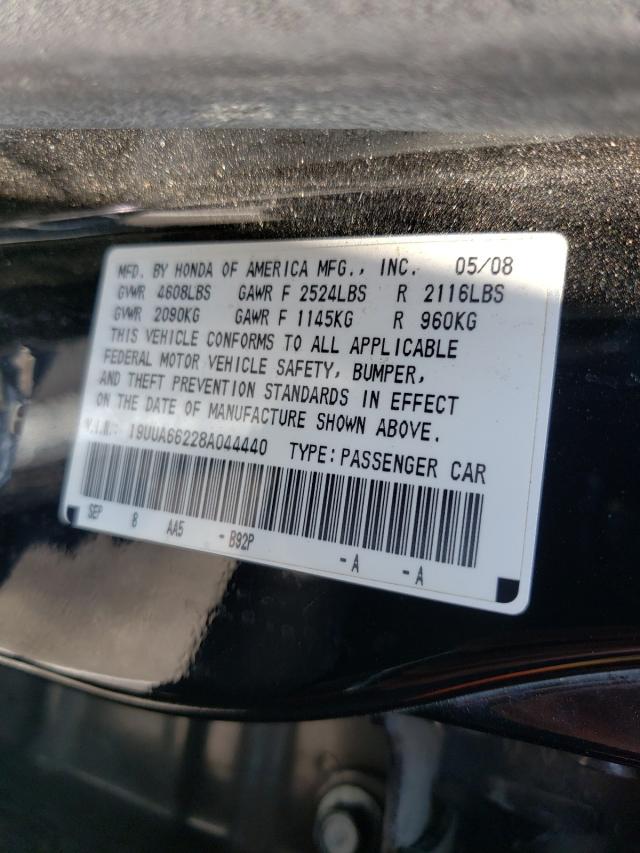 MFD. BY HONDA OF AMERICA MFG., INC. 05/08
GVWR 4608LBS GAWR F 2524LBS R 2116LBS
GVWR 2090KG GAWR F 1145KG R 960KG
THIS VEHICLE CONFORMS TO ALL APPLICABLE
FEDERAL MOTOR VEHICLE SAFETY, BUMPER,
AND THEFT PREVENTION STANDARDS IN EFFECT
ON THE DATE OF MANUFACTURE SHOWN ABOVE.
V.I.N.: 19UUA66228A044440 TYPE:PASSENGER CAR
SEP 8 AA5 -B92P -A -A